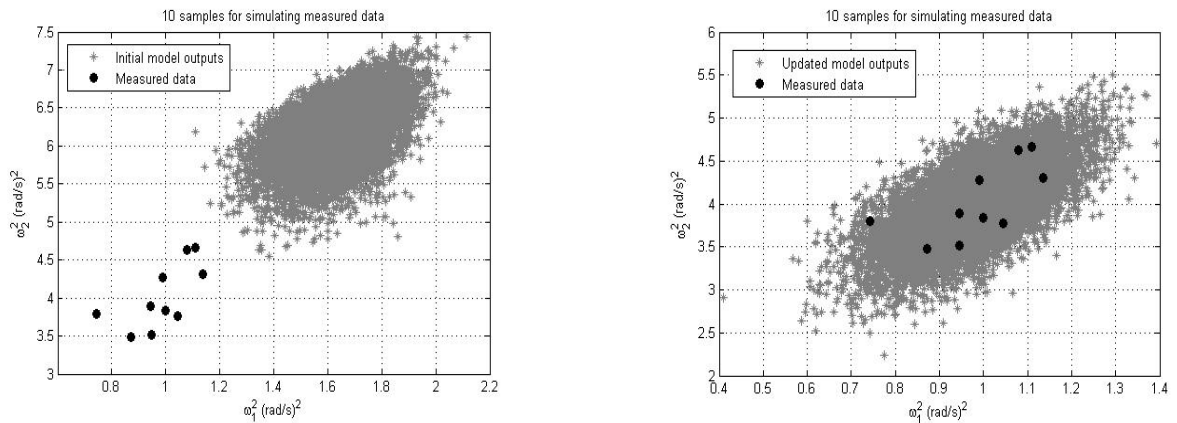 10 samples for simulating measured data
7.5
7
6.5
6
5.5
5
4.5
4
3.5
3
ω₂² (rad/s)²
Initial model outputs
Measured data
0.8 1 1.2 1.4 1.6 1.8 2 2.2
ω₁² (rad/s)²
10 samples for simulating measured data
6
5.5
5
4.5
4
3.5
3
2.5
2
ω₂² (rad/s)²
Updated model outputs
Measured data
0.4 0.5 0.6 0.7 0.8 0.9 1 1.1 1.2 1.3 1.4
ω₁² (rad/s)²